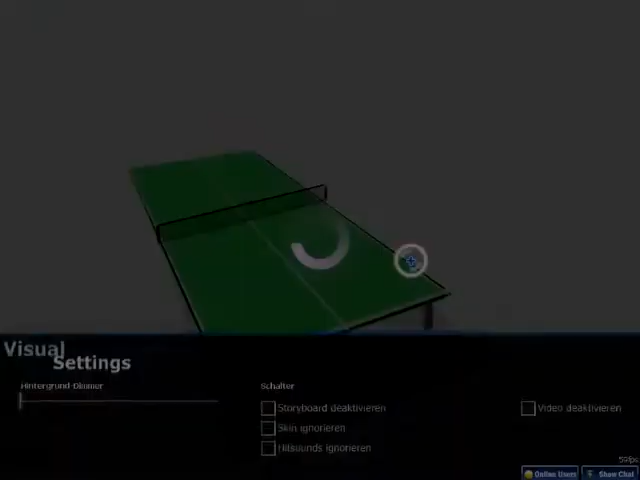 Visual
Settings
Hintergrund-Dimmer
Schalter
Storyboard deaktivieren
Video deaktivieren
Skin ignorieren
Hitsounds ignorieren
Online Users
Show Chat